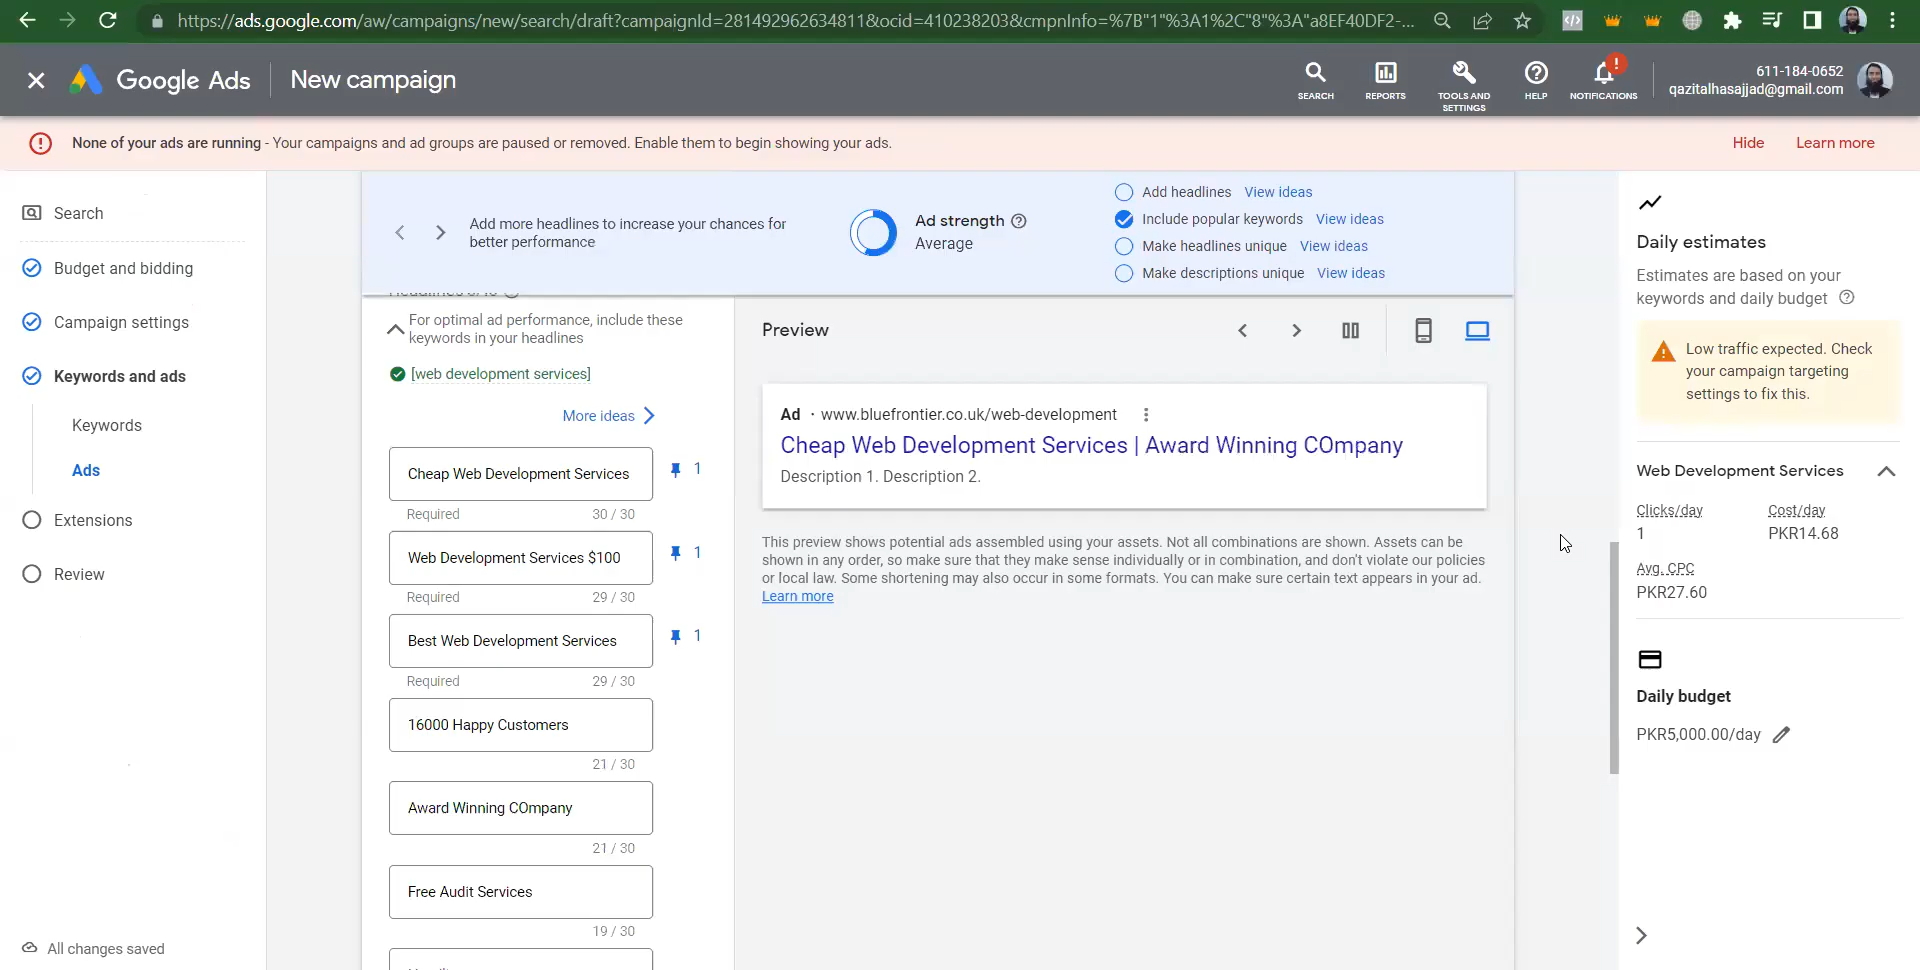 https://ads.google.com/aw/campaigns/new/search/draft?campaignId=281492962634811&ocid=410238203&cmpnInfo=%7B"1"%3A1%2C"8"%3A"a8EF40DF2-...
Google Ads
New campaign
SEARCH
REPORTS
TOOLS AND SETTINGS
HELP
NOTIFICATIONS
611-184-0652
qazitalhasajjad@gmail.com
None of your ads are running - Your campaigns and ad groups are paused or removed. Enable them to begin showing your ads.
Hide
Learn more
Search
Budget and bidding
Campaign settings
Keywords and ads
Keywords
Ads
Extensions
Review
All changes saved
Add more headlines to increase your chances for
better performance
Ad strength
Average
Add headlines View ideas
Include popular keywords View ideas
Make headlines unique View ideas
Make descriptions unique View ideas
For optimal ad performance, include these
keywords in your headlines
[web development services]
More ideas
Cheap Web Development Services
1
Required
30 / 30
Web Development Services $100
1
Required
29 / 30
Best Web Development Services
1
Required
29 / 30
16000 Happy Customers
21 / 30
Award Winning COmpany
21 / 30
Free Audit Services
19 / 30
Preview
Ad · www.bluefrontier.co.uk/web-development
Cheap Web Development Services | Award Winning COmpany
Description 1. Description 2.
This preview shows potential ads assembled using your assets. Not all combinations are shown. Assets can be
shown in any order, so make sure that they make sense individually or in combination, and don't violate our policies
or local law. Some shortening may also occur in some formats. You can make sure certain text appears in your ad.
Learn more
Daily estimates
Estimates are based on your
keywords and daily budget
Low traffic expected. Check
your campaign targeting
settings to fix this.
Web Development Services
Clicks/day
1
Cost/day
PKR14.68
Avg. CPC
PKR27.60
Daily budget
PKR5,000.00/day